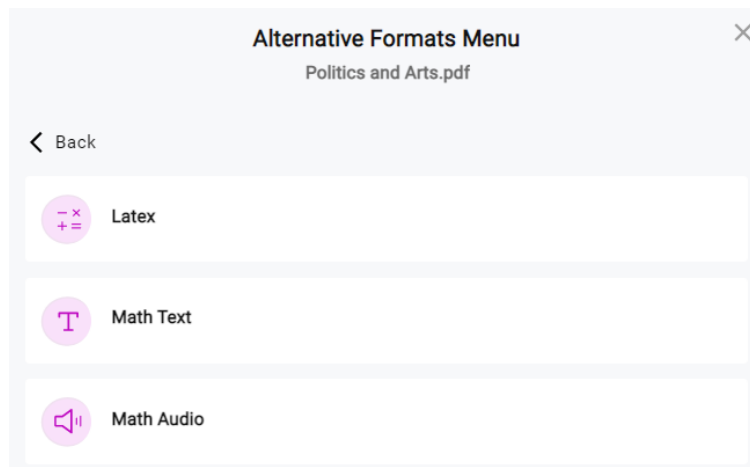 Alternative Formats Menu
Politics and Arts.pdf
Back
Latex
Math Text
Math Audio